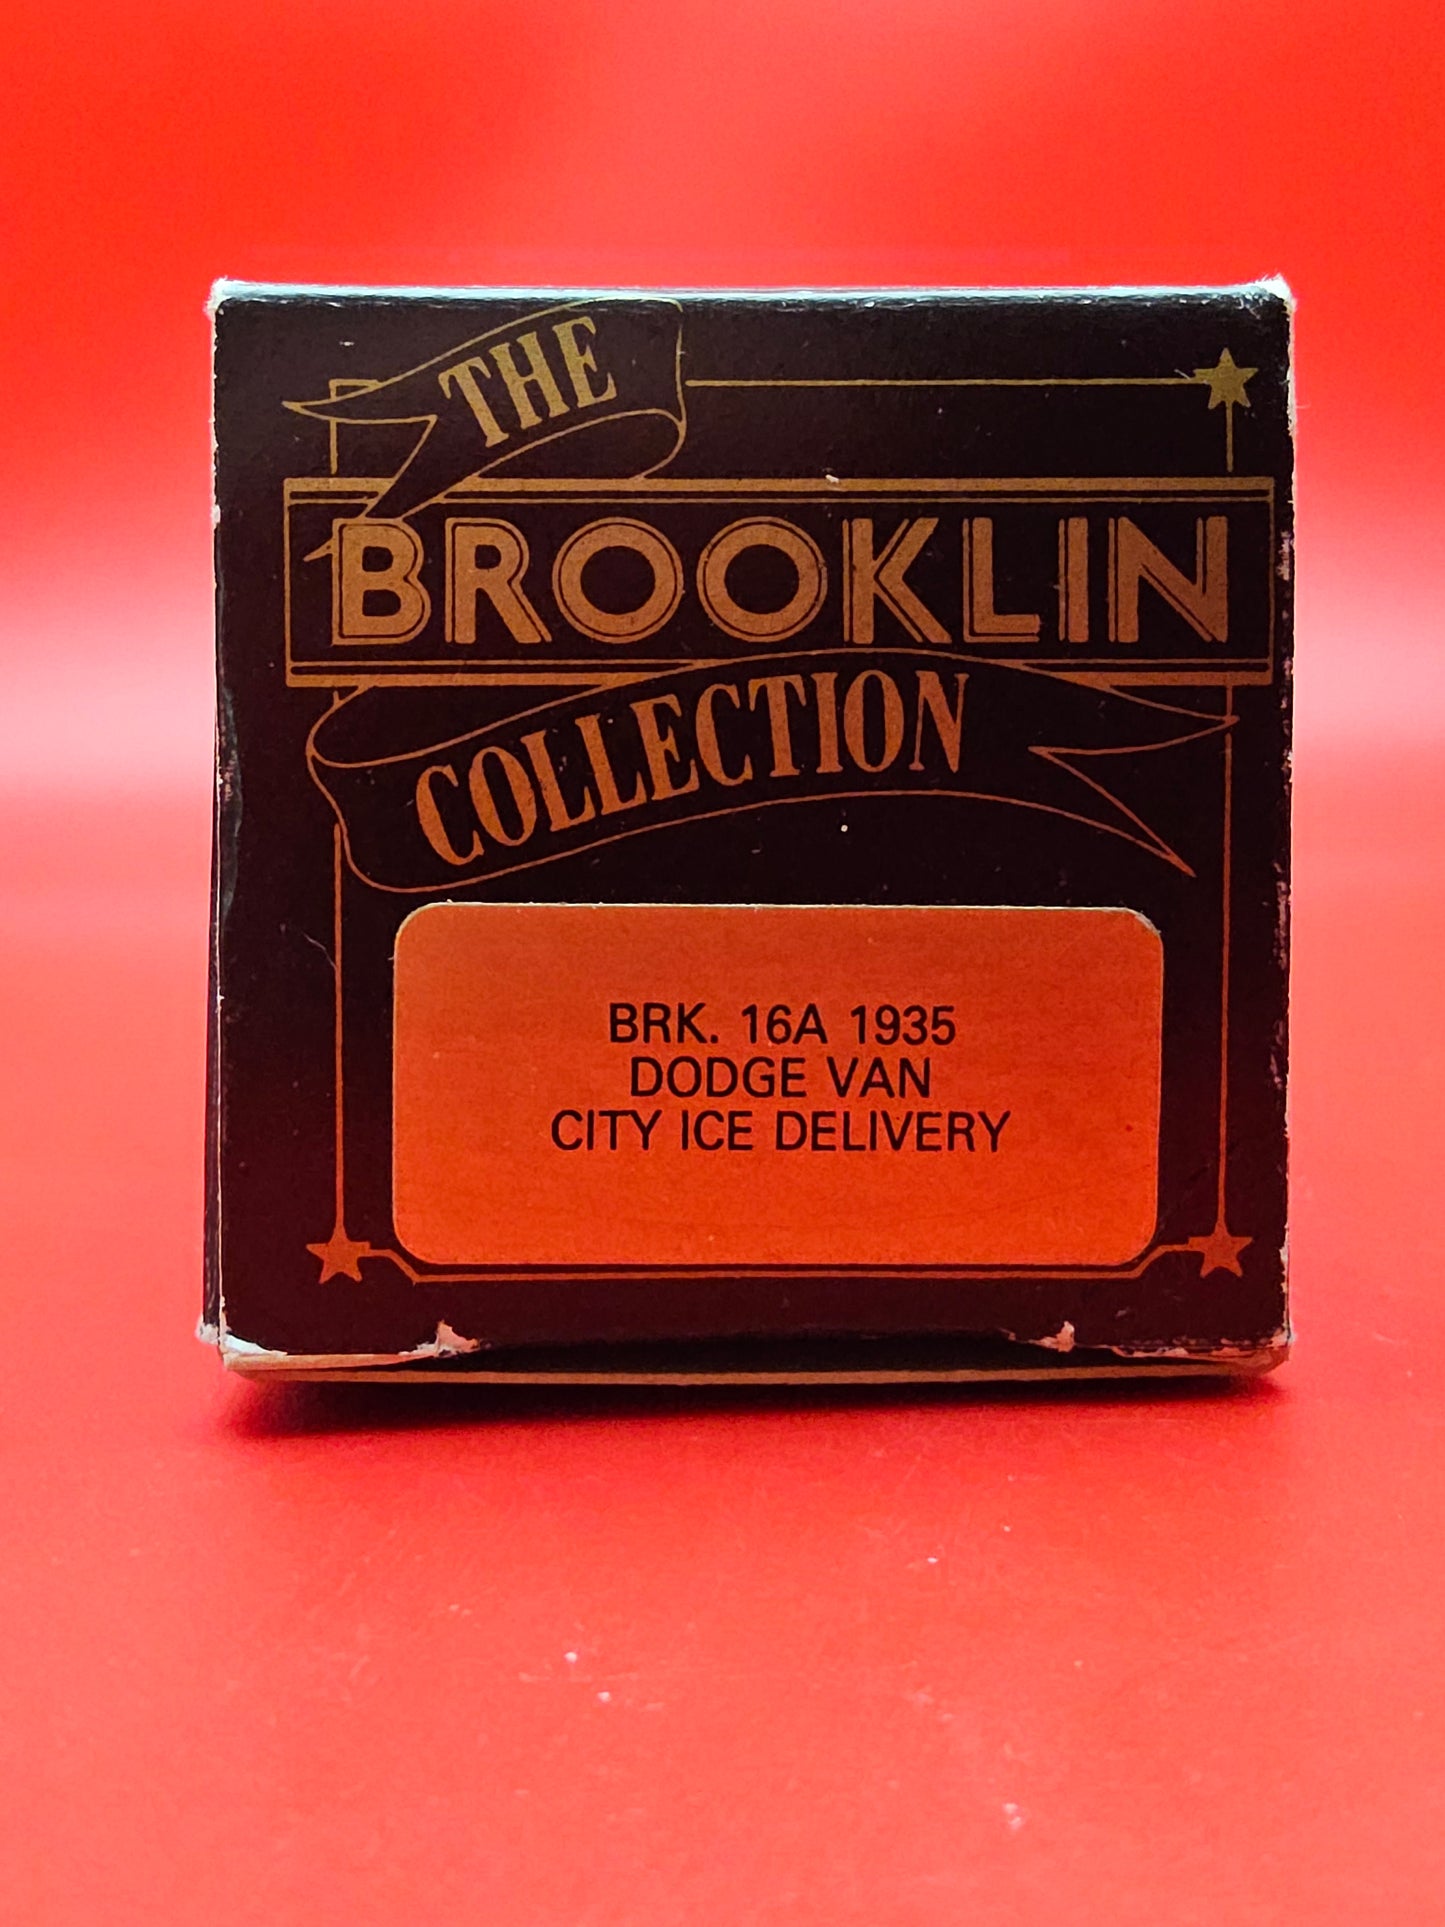 THE
BROOKLIN
COLLECTION
BRK. 16A 1935
DODGE VAN
CITY ICE DELIVERY